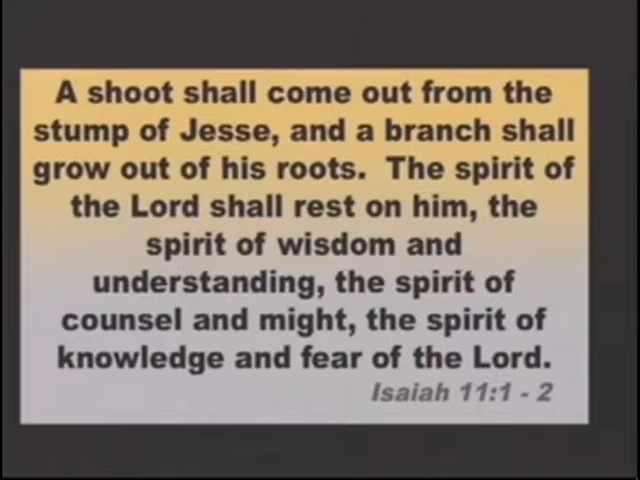 A shoot shall come out from the
stump of Jesse, and a branch shall
grow out of his roots.  The spirit of
the Lord shall rest on him, the
spirit of wisdom and
understanding, the spirit of
counsel and might, the spirit of
knowledge and fear of the Lord.
Isaiah 11:1 - 2